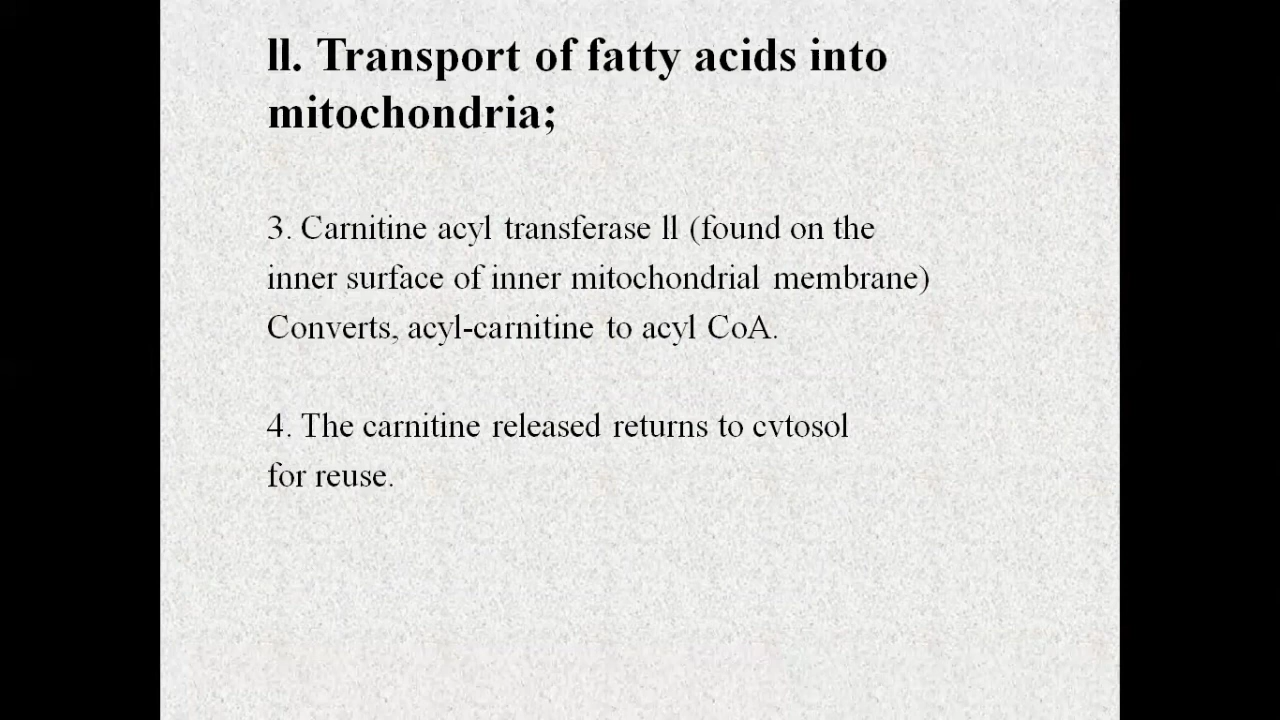 ll. Transport of fatty acids into
mitochondria;
3. Carnitine acyl transferase ll (found on the
inner surface of inner mitochondrial membrane)
Converts, acyl-carnitine to acyl CoA.
4. The carnitine released returns to cvtosol
for reuse.